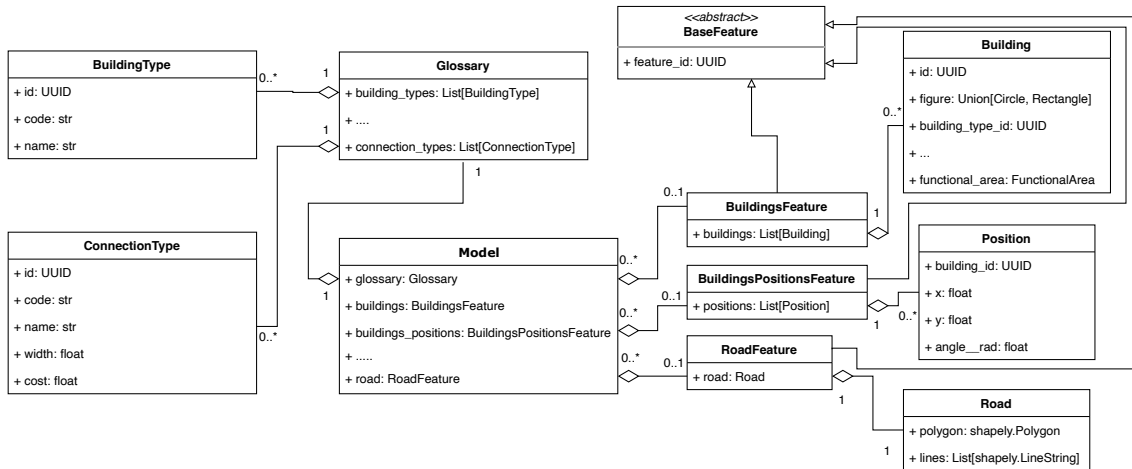 <<abstract>>
BaseFeature
+ feature_id: UUID
BuildingType
+ id: UUID
+ code: str
+ name: str
0..*
1
1
Glossary
+ building_types: List[BuildingType]
+ ....
+ connection_types: List[ConnectionType]
1
Building
+ id: UUID
+ figure: Union[Circle, Rectangle]
+ building_type_id: UUID
+ ...
+ functional_area: FunctionalArea
0..*
ConnectionType
+ id: UUID
+ code: str
+ name: str
+ width: float
+ cost: float
0..*
1
Model
+ glossary: Glossary
+ buildings: BuildingsFeature
+ buildings_positions: BuildingsPositionsFeature
+ .....
+ road: RoadFeature
0..*
0..*
0..*
0..1
0..1
0..1
BuildingsFeature
+ buildings: List[Building]
1
BuildingsPositionsFeature
+ positions: List[Position]
1
0..*
Position
+ building_id: UUID
+ x: float
+ y: float
+ angle__rad: float
RoadFeature
+ road: Road
1
1
Road
+ polygon: shapely.Polygon
+ lines: List[shapely.LineString]